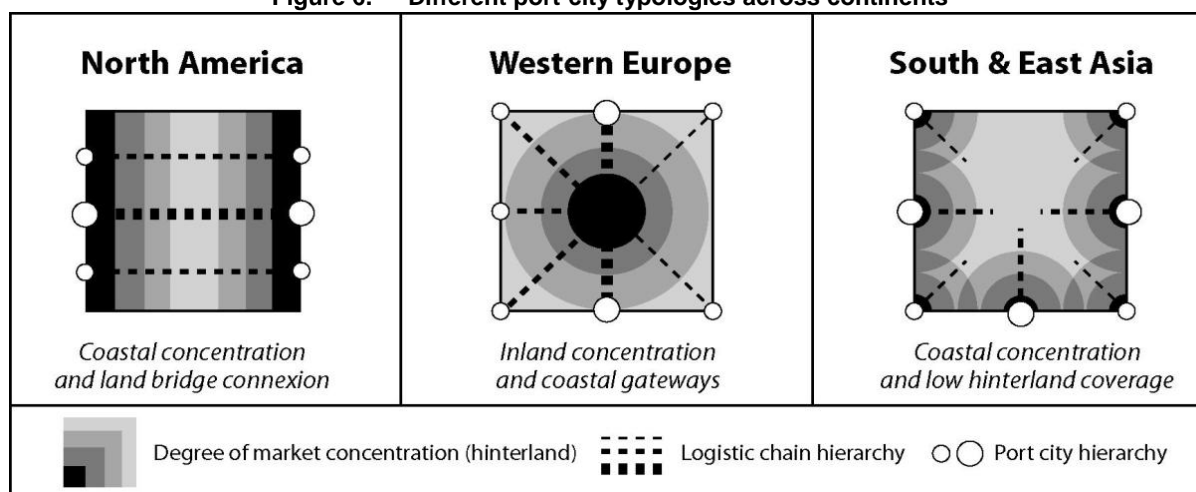 Figure 6. Different port-city typologies across continents
North America
Western Europe
South & East Asia
Coastal concentration
and land bridge connexion
Inland concentration
and coastal gateways
Coastal concentration
and low hinterland coverage
Degree of market concentration (hinterland)
Logistic chain hierarchy
Port city hierarchy